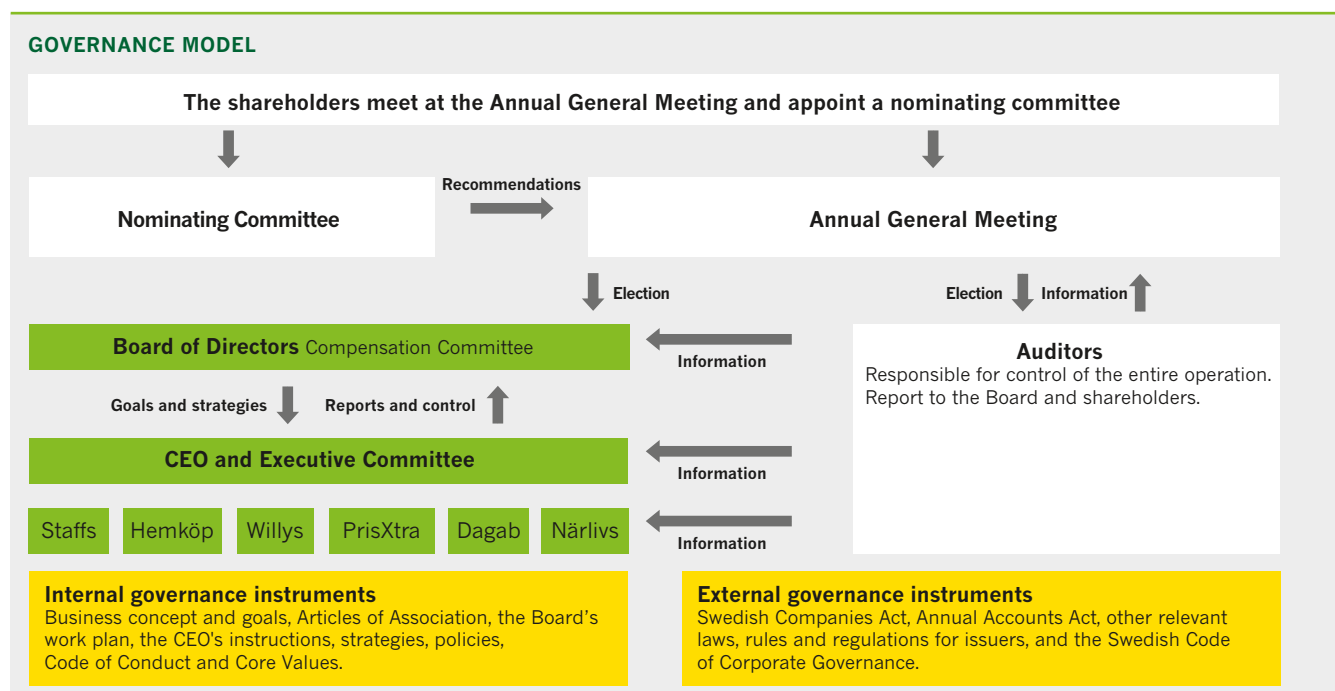 GOVERNANCE MODEL
The shareholders meet at the Annual General Meeting and appoint a nominating committee
Nominating Committee
Recommendations
Annual General Meeting
Election
Election
Information
Board of Directors Compensation Committee
Information
Auditors
Responsible for control of the entire operation.
Report to the Board and shareholders.
Goals and strategies
Reports and control
CEO and Executive Committee
Information
Staffs
Hemköp
Willys
PrisXtra
Dagab
Närlivs
Information
Internal governance instruments
Business concept and goals, Articles of Association, the Board’s
work plan, the CEO's instructions, strategies, policies,
Code of Conduct and Core Values.
External governance instruments
Swedish Companies Act, Annual Accounts Act, other relevant
laws, rules and regulations for issuers, and the Swedish Code
of Corporate Governance.